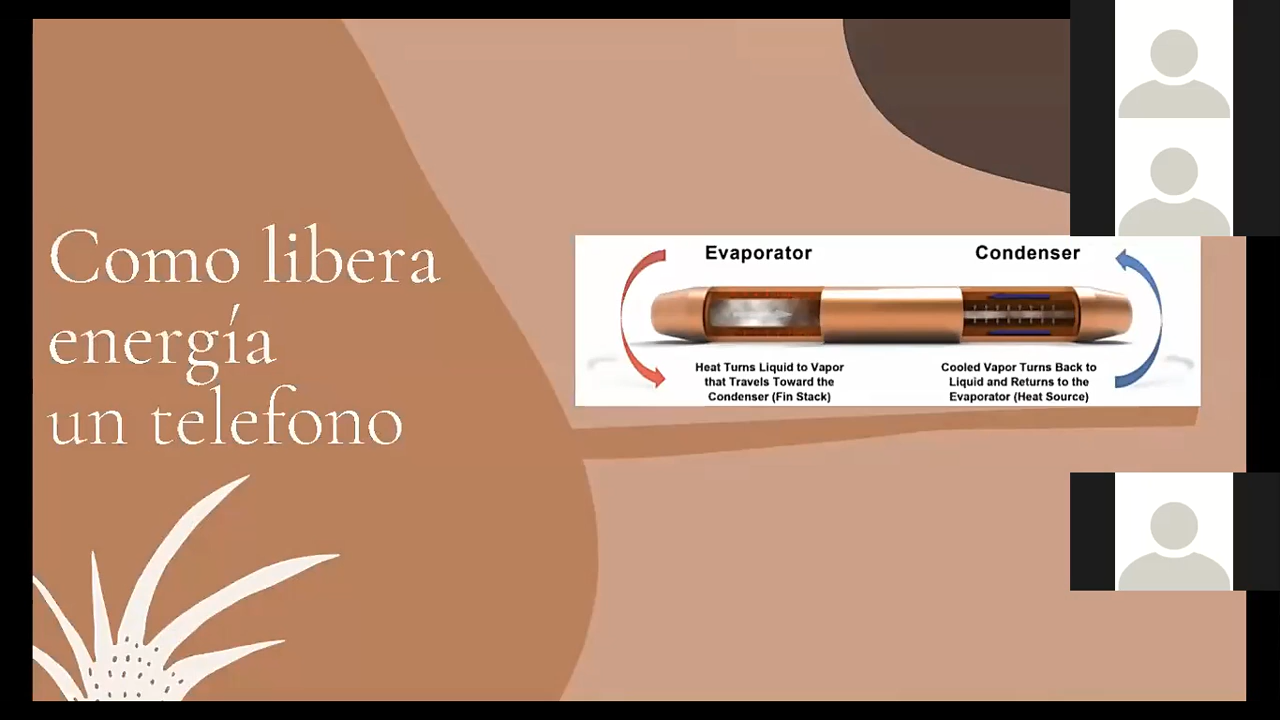 Como libera
energía
un telefono
Evaporator
Condenser
Heat Turns Liquid to Vapor
that Travels Toward the
Condenser (Fin Stack)
Cooled Vapor Turns Back to
Liquid and Returns to the
Evaporator (Heat Source)